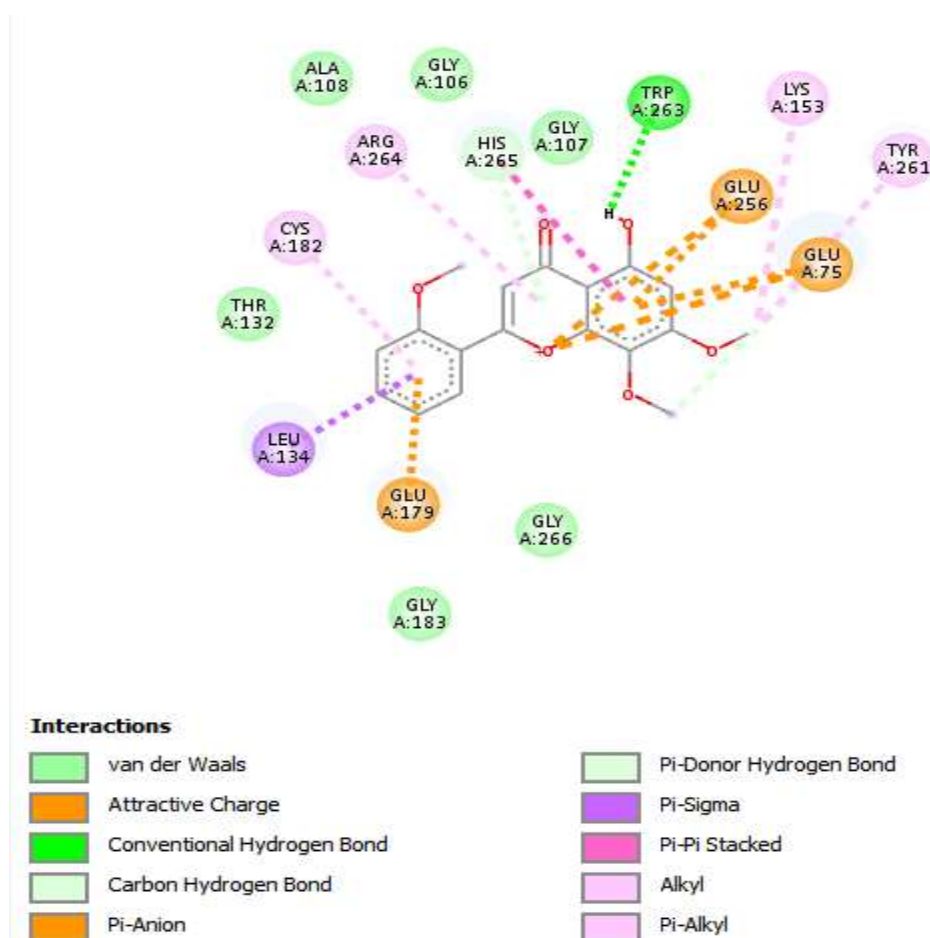 ALA
A:108
GLY
A:106
TRP
A:263
LYS
A:153
ARG
A:264
HIS
A:265
GLY
A:107
TYR
A:261
GLU
A:256
CYS
A:182
H
O
O
GLU
A:75
THR
A:132
O
+O
O
O
LEU
A:134
GLU
A:179
GLY
A:266
GLY
A:183
Interactions
van der Waals
Attractive Charge
Conventional Hydrogen Bond
Carbon Hydrogen Bond
Pi-Anion
Pi-Donor Hydrogen Bond
Pi-Sigma
Pi-Pi Stacked
Alkyl
Pi-Alkyl